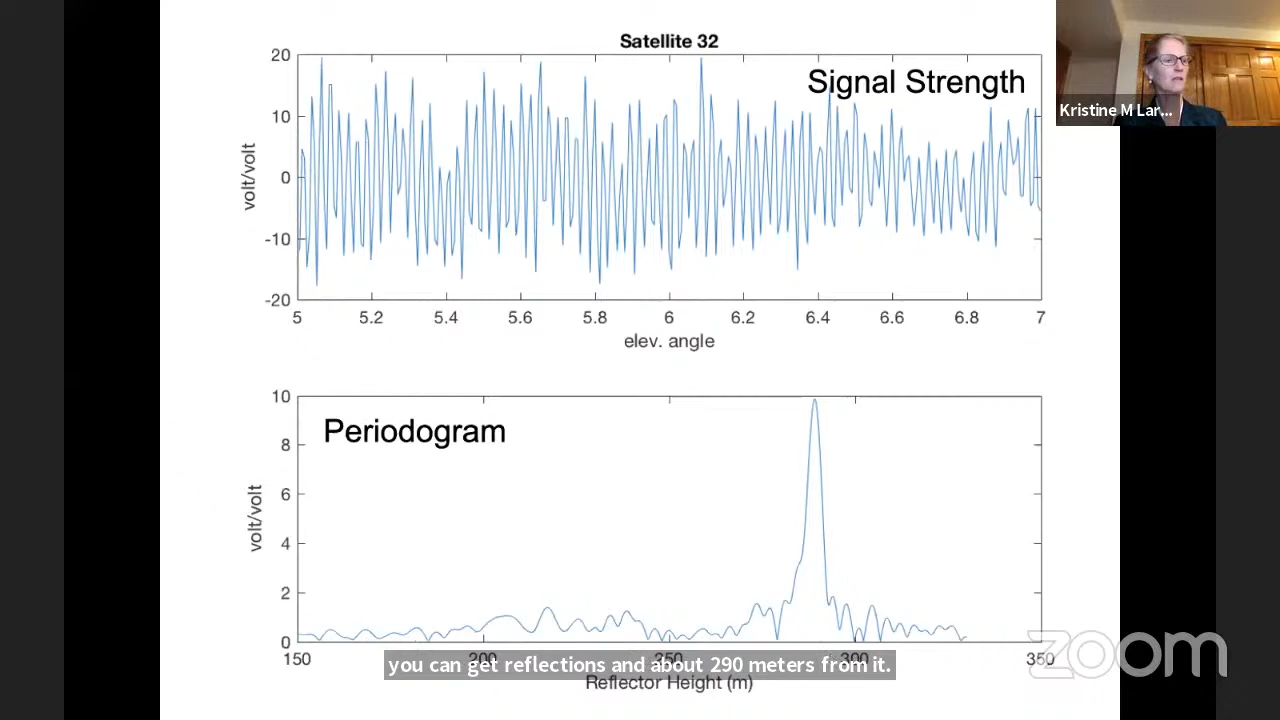 Satellite 32
Signal Strength
20
10
0
-10
-20
volt/volt
5 5.2 5.4 5.6 5.8 6 6.2 6.4 6.6 6.8 7
elev. angle
Kristine M Lar...
Periodogram
10
8
6
4
2
0
volt/volt
150 200 250 300 350
you can get reflections and about 290 meters from it.
Reflector Height (m)
zoom